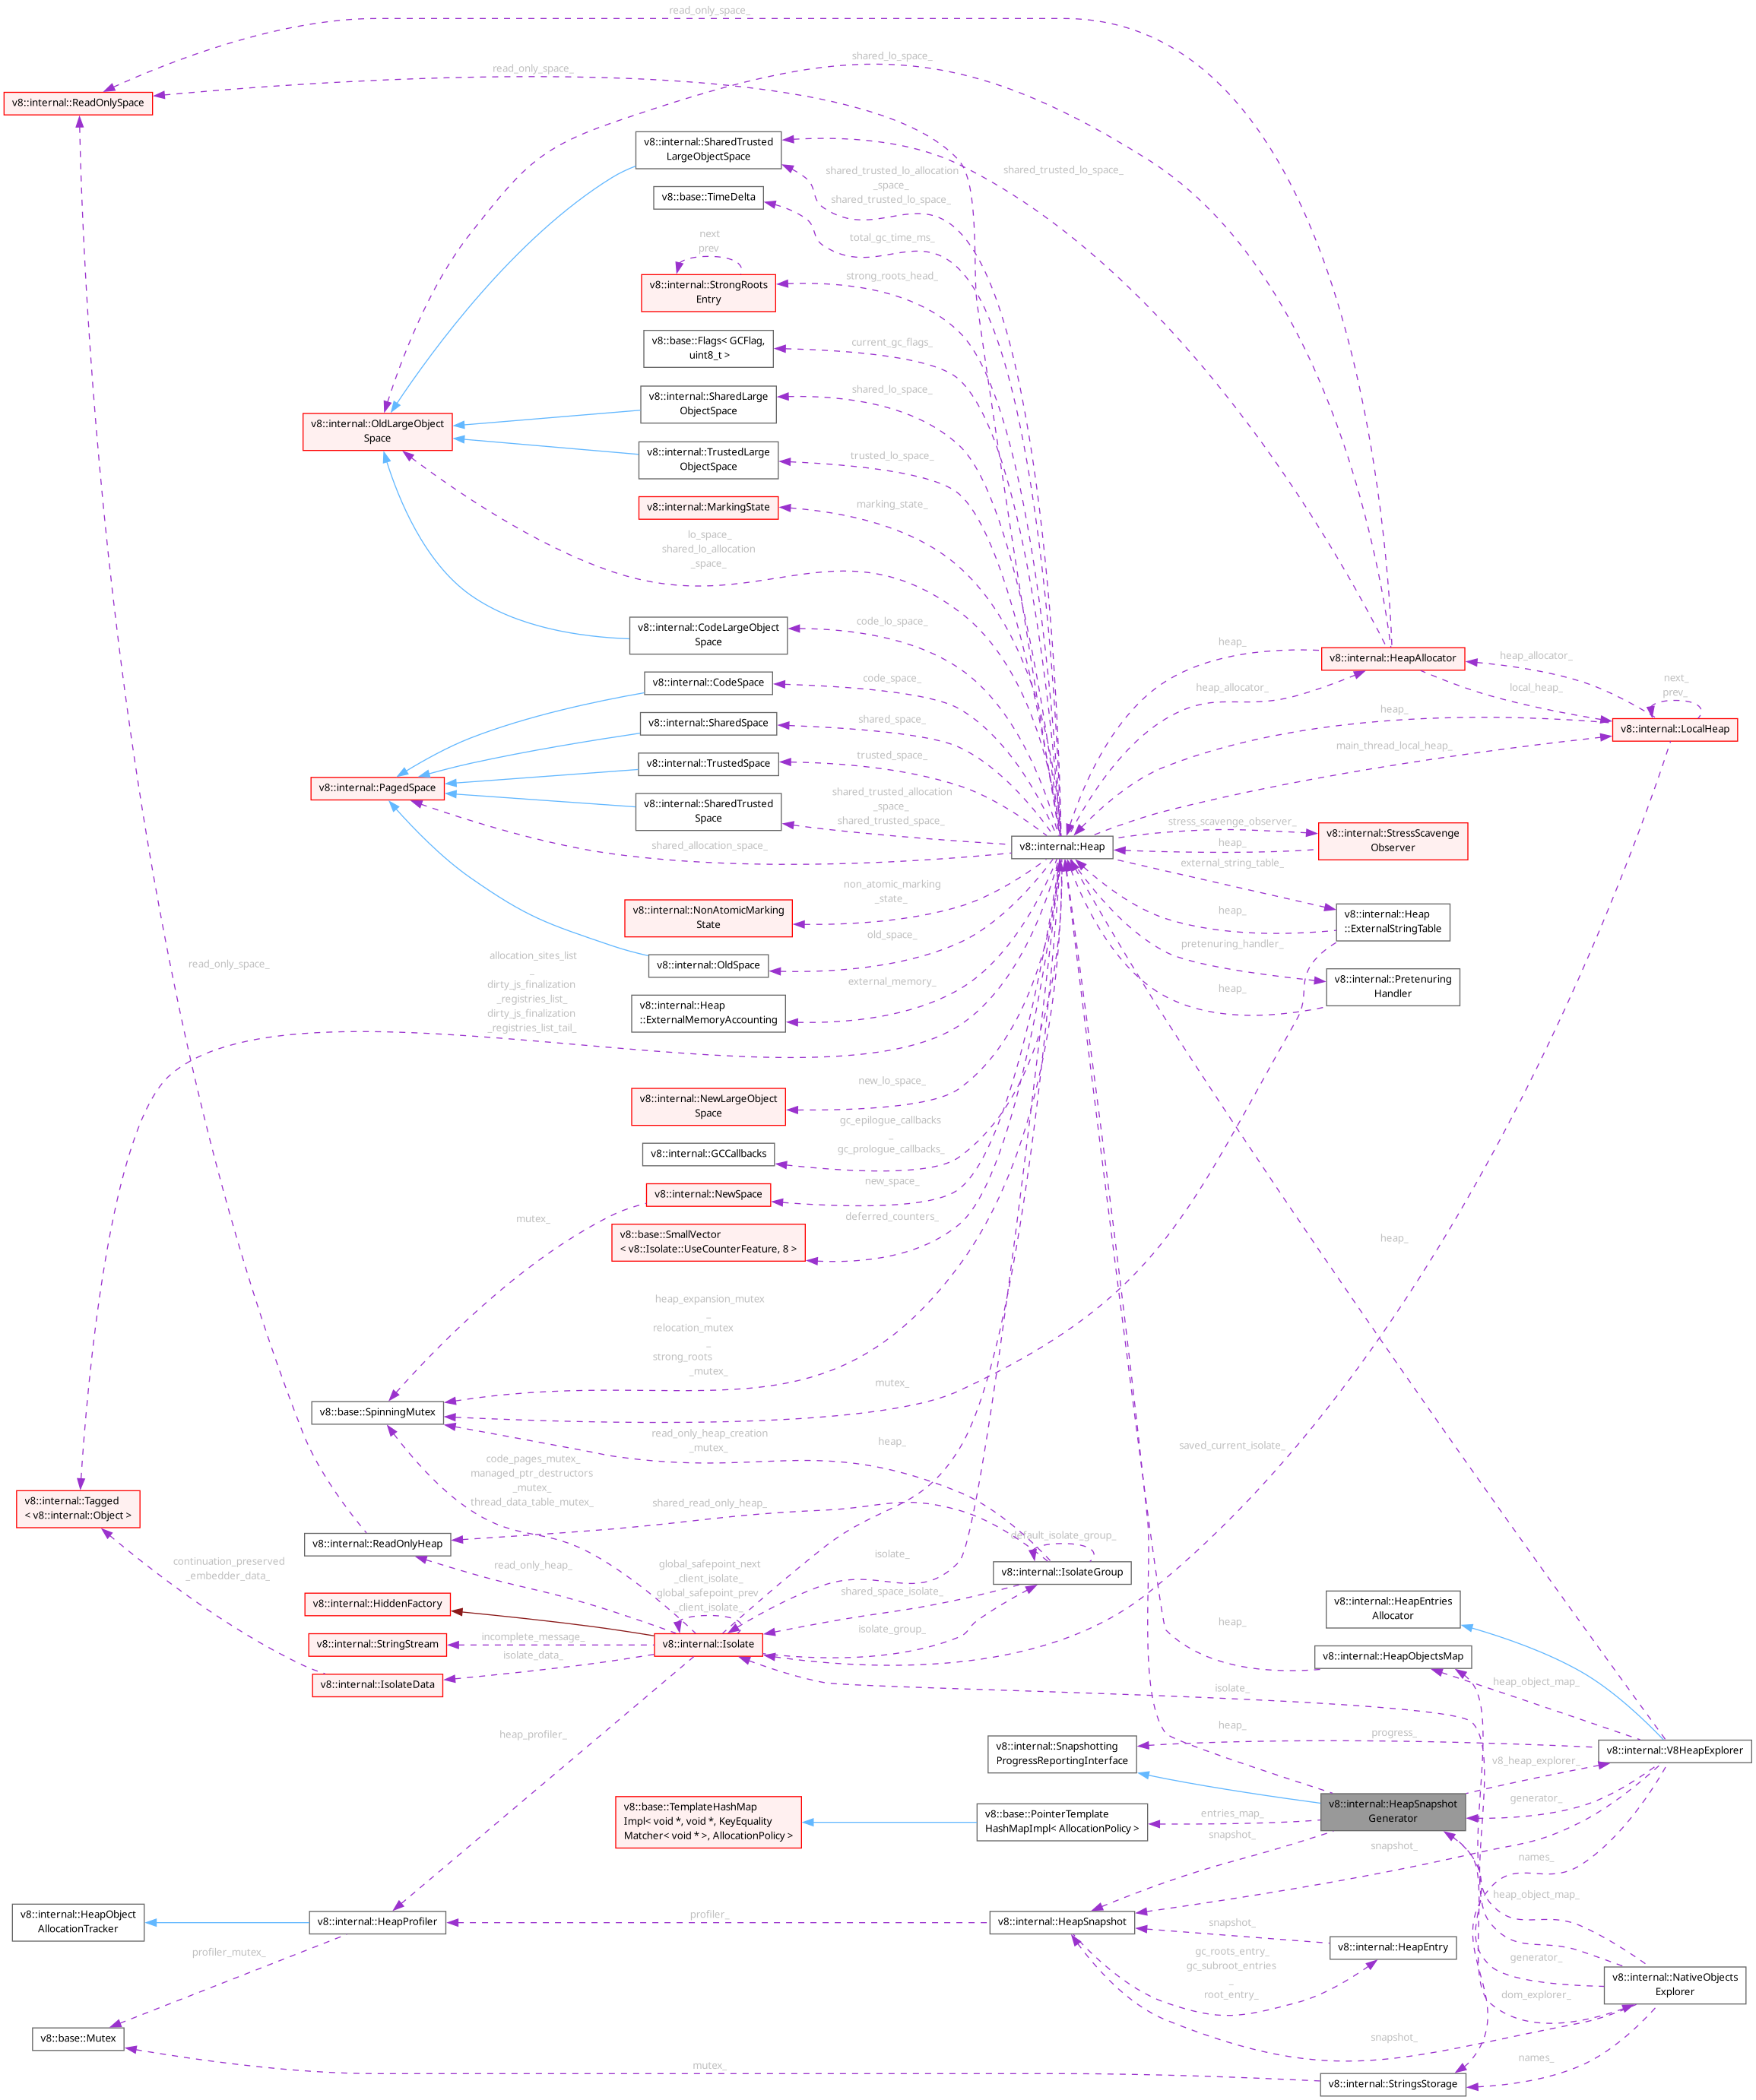 read_only_space_
shared_lo_space_
read_only_space_
v8::internal::ReadOnlySpace
v8::internal::SharedTrusted
LargeObjectSpace
shared_trusted_lo_space_
shared_trusted_lo_allocation
_space_
shared_trusted_lo_space_
v8::base::TimeDelta
total_gc_time_ms_
next
prev
v8::internal::StrongRoots
Entry
strong_roots_head_
v8::base::Flags< GCFlag,
uint8_t >
current_gc_flags_
v8::internal::SharedLarge
ObjectSpace
shared_lo_space_
v8::internal::OldLargeObject
Space
v8::internal::TrustedLarge
ObjectSpace
trusted_lo_space_
v8::internal::MarkingState
marking_state_
lo_space_
shared_lo_allocation
_space_
v8::internal::CodeLargeObject
Space
code_lo_space_
heap_
v8::internal::HeapAllocator
heap_allocator_
next_
prev_
v8::internal::CodeSpace
code_space_
heap_allocator_
local_heap_
v8::internal::SharedSpace
shared_space_
heap_
v8::internal::LocalHeap
v8::internal::TrustedSpace
trusted_space_
main_thread_local_heap_
v8::internal::PagedSpace
v8::internal::SharedTrusted
Space
shared_trusted_allocation
_space_
shared_trusted_space_
shared_allocation_space_
v8::internal::Heap
stress_scavenge_observer_
v8::internal::StressScavenge
Observer
heap_
external_string_table_
v8::internal::NonAtomicMarking
State
non_atomic_marking
_state_
heap_
v8::internal::Heap
::ExternalStringTable
old_space_
pretenuring_handler_
v8::internal::OldSpace
read_only_space_
allocation_sites_list
_
dirty_js_finalization
_registries_list_
dirty_js_finalization
_registries_list_tail_
external_memory_
heap_
v8::internal::Pretenuring
Handler
v8::internal::Heap
::ExternalMemoryAccounting
v8::internal::NewLargeObject
Space
new_lo_space_
gc_epilogue_callbacks
_
gc_prologue_callbacks_
v8::internal::GCCallbacks
v8::internal::NewSpace
new_space_
mutex_
v8::base::SmallVector
< v8::Isolate::UseCounterFeature, 8 >
deferred_counters_
heap_
heap_expansion_mutex
_
relocation_mutex
_
strong_roots
_mutex_
mutex_
v8::base::SpinningMutex
read_only_heap_creation
_mutex_
heap_
saved_current_isolate_
code_pages_mutex_
managed_ptr_destructors
_mutex_
thread_data_table_mutex_
v8::internal::Tagged
< v8::internal::Object >
shared_read_only_heap_
v8::internal::ReadOnlyHeap
default_isolate_group_
continuation_preserved
_embedder_data_
read_only_heap_
global_safepoint_next
_client_isolate_
global_safepoint_prev
_client_isolate_
isolate_
v8::internal::IsolateGroup
shared_space_isolate_
v8::internal::HiddenFactory
isolate_group_
v8::internal::HeapEntries
Allocator
v8::internal::StringStream
incomplete_message_
v8::internal::Isolate
heap_
v8::internal::HeapObjectsMap
isolate_data_
v8::internal::IsolateData
isolate_
heap_object_map_
heap_profiler_
heap_
progress_
v8::internal::Snapshotting
ProgressReportingInterface
v8::internal::V8HeapExplorer
v8_heap_explorer_
v8::base::TemplateHashMap
Impl< void *, void *, KeyEquality
Matcher< void * >, AllocationPolicy >
v8::base::PointerTemplate
HashMapImpl< AllocationPolicy >
entries_map_
v8::internal::HeapSnapshot
Generator
generator_
snapshot_
snapshot_
names_
heap_object_map_
v8::internal::HeapObject
AllocationTracker
v8::internal::HeapProfiler
profiler_
v8::internal::HeapSnapshot
snapshot_
v8::internal::HeapEntry
profiler_mutex_
gc_roots_entry_
gc_subroot_entries
_
root_entry_
generator_
v8::internal::NativeObjects
Explorer
dom_explorer_
v8::base::Mutex
snapshot_
names_
mutex_
v8::internal::StringsStorage